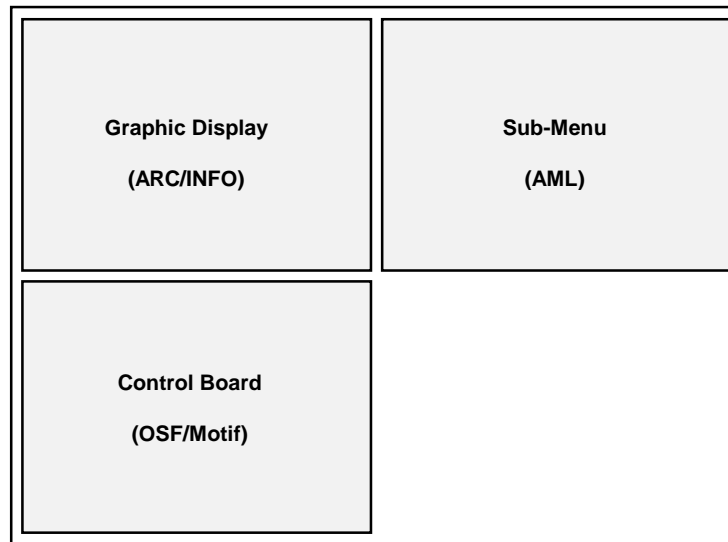 Graphic Display
(ARC/INFO)
Sub-Menu
(AML)
Control Board
(OSF/Motif)